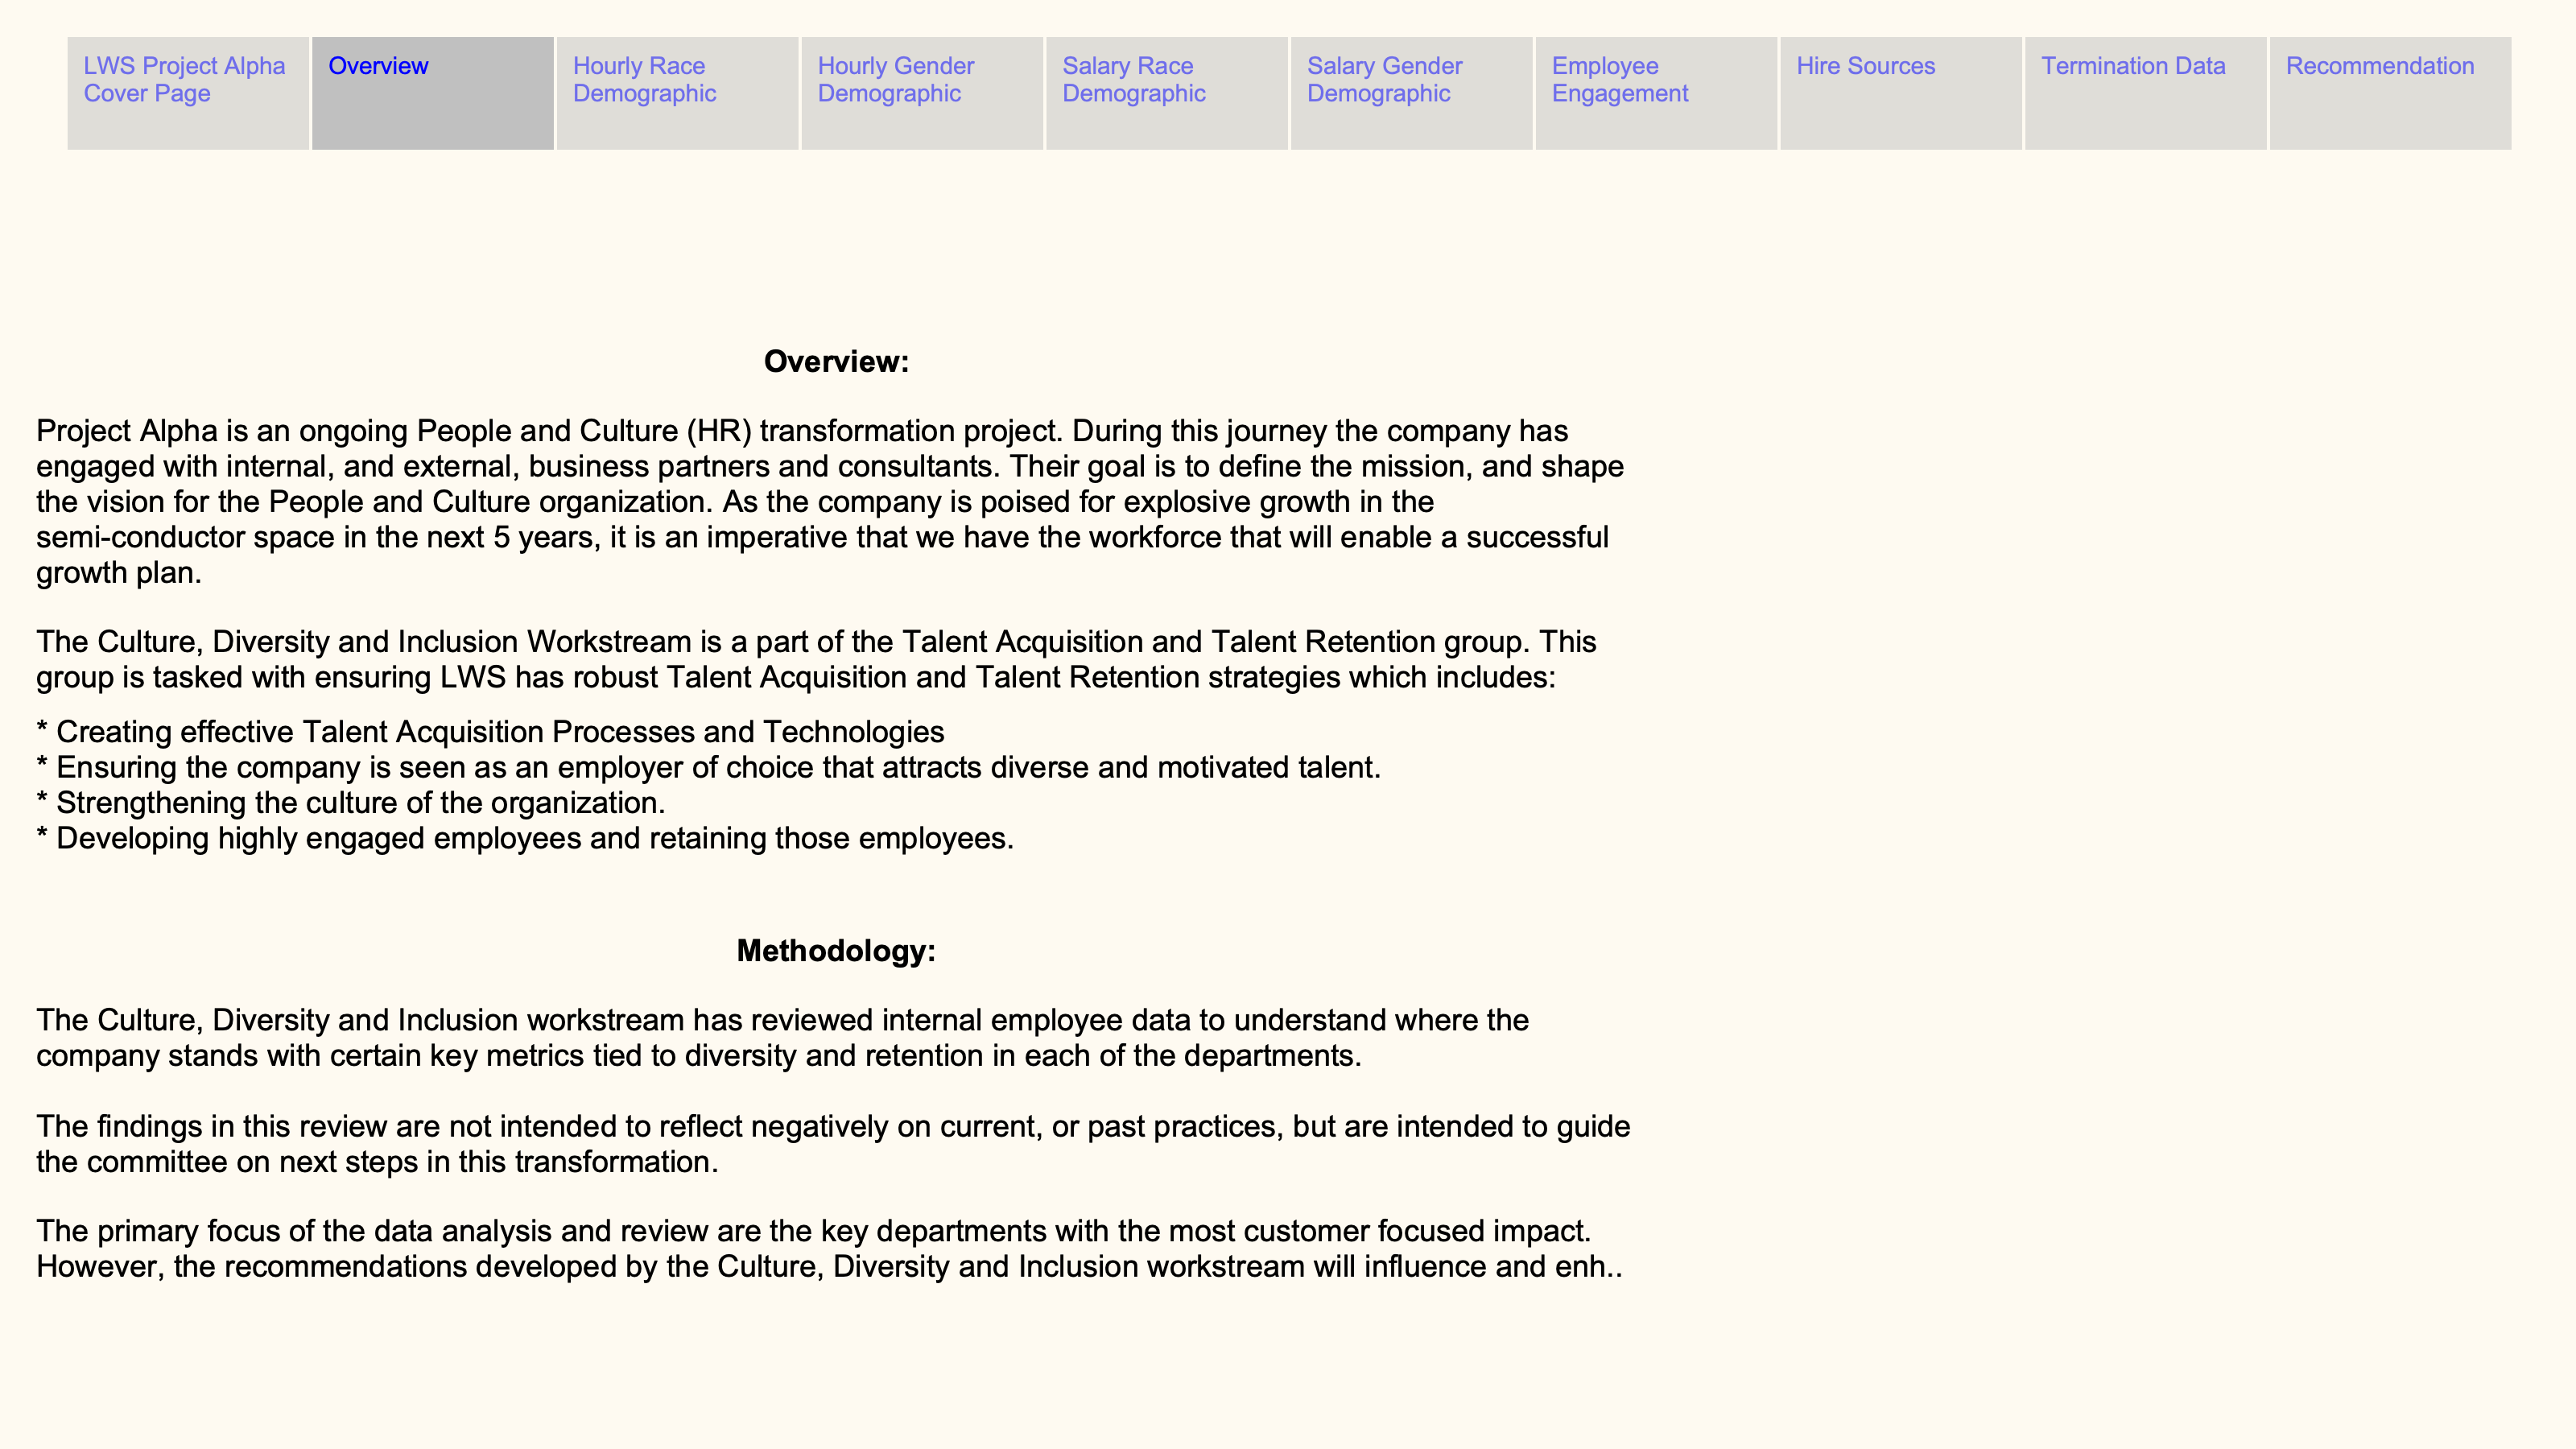 LWS Project Alpha
Cover Page
Overview
Hourly Race
Demographic
Hourly Gender
Demographic
Salary Race
Demographic
Salary Gender
Demographic
Employee
Engagement
Hire Sources
Termination Data
Recommendation
Overview:
Project Alpha is an ongoing People and Culture (HR) transformation project. During this journey the company has
engaged with internal, and external, business partners and consultants. Their goal is to define the mission, and shape
the vision for the People and Culture organization. As the company is poised for explosive growth in the
semi-conductor space in the next 5 years, it is an imperative that we have the workforce that will enable a successful
growth plan.
The Culture, Diversity and Inclusion Workstream is a part of the Talent Acquisition and Talent Retention group. This
group is tasked with ensuring LWS has robust Talent Acquisition and Talent Retention strategies which includes:
* Creating effective Talent Acquisition Processes and Technologies
* Ensuring the company is seen as an employer of choice that attracts diverse and motivated talent.
* Strengthening the culture of the organization.
* Developing highly engaged employees and retaining those employees.
Methodology:
The Culture, Diversity and Inclusion workstream has reviewed internal employee data to understand where the
company stands with certain key metrics tied to diversity and retention in each of the departments.
The findings in this review are not intended to reflect negatively on current, or past practices, but are intended to guide
the committee on next steps in this transformation.
The primary focus of the data analysis and review are the key departments with the most customer focused impact.
However, the recommendations developed by the Culture, Diversity and Inclusion workstream will influence and enh..